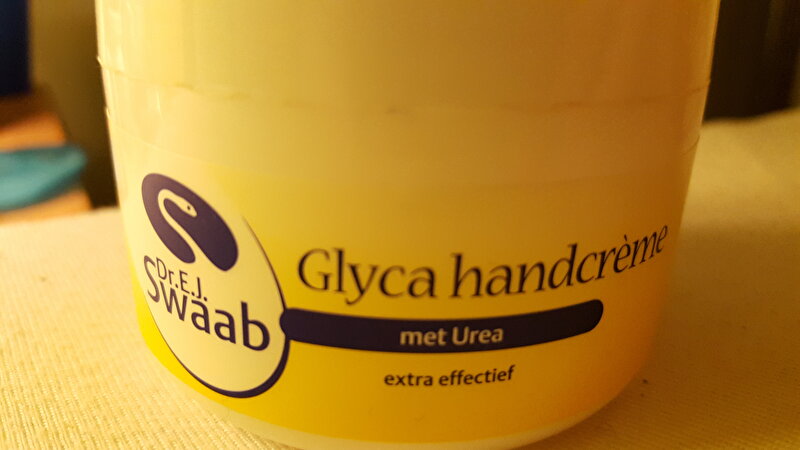 Dr.E.J.
Swaab
Glyca handcrème
met Urea
extra effectief